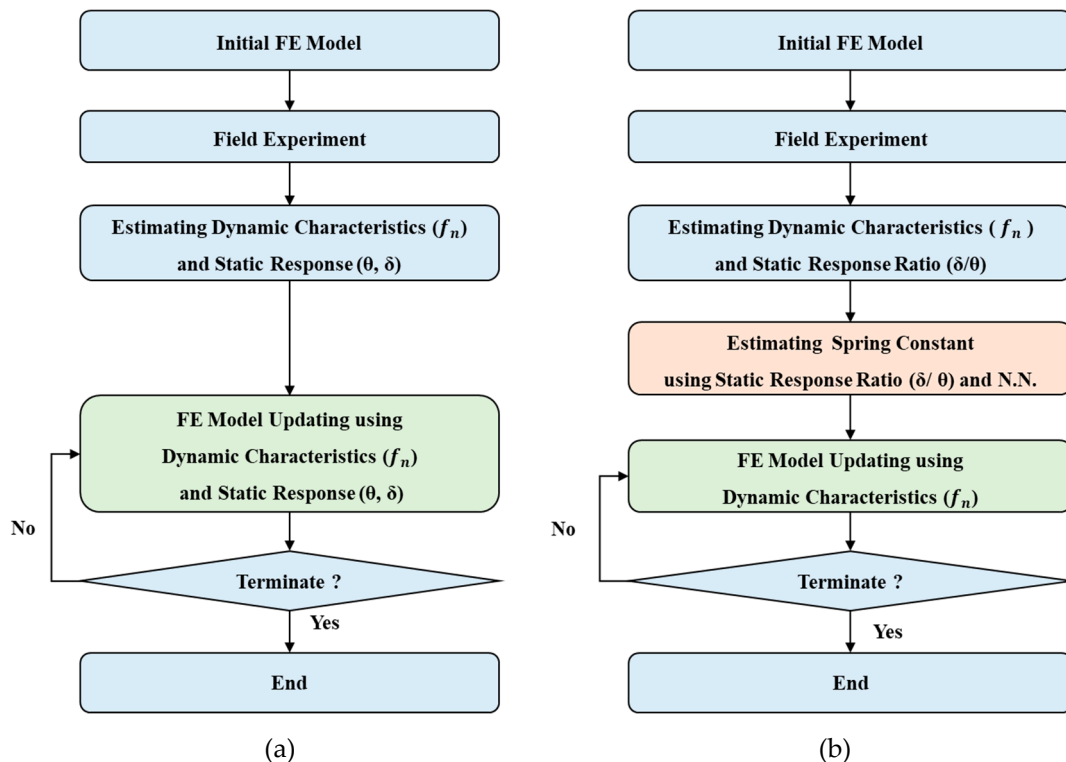 Initial FE Model
Field Experiment
Estimating Dynamic Characteristics (fₙ)
and Static Response (θ, δ)
FE Model Updating using
Dynamic Characteristics (fₙ)
and Static Response (θ, δ)
No
Terminate ?
Yes
End
(a)
Initial FE Model
Field Experiment
Estimating Dynamic Characteristics ( fₙ )
and Static Response Ratio (δ/θ)
Estimating Spring Constant
using Static Response Ratio (δ/ θ) and N.N.
FE Model Updating using
Dynamic Characteristics (fₙ)
No
Terminate ?
Yes
End
(b)